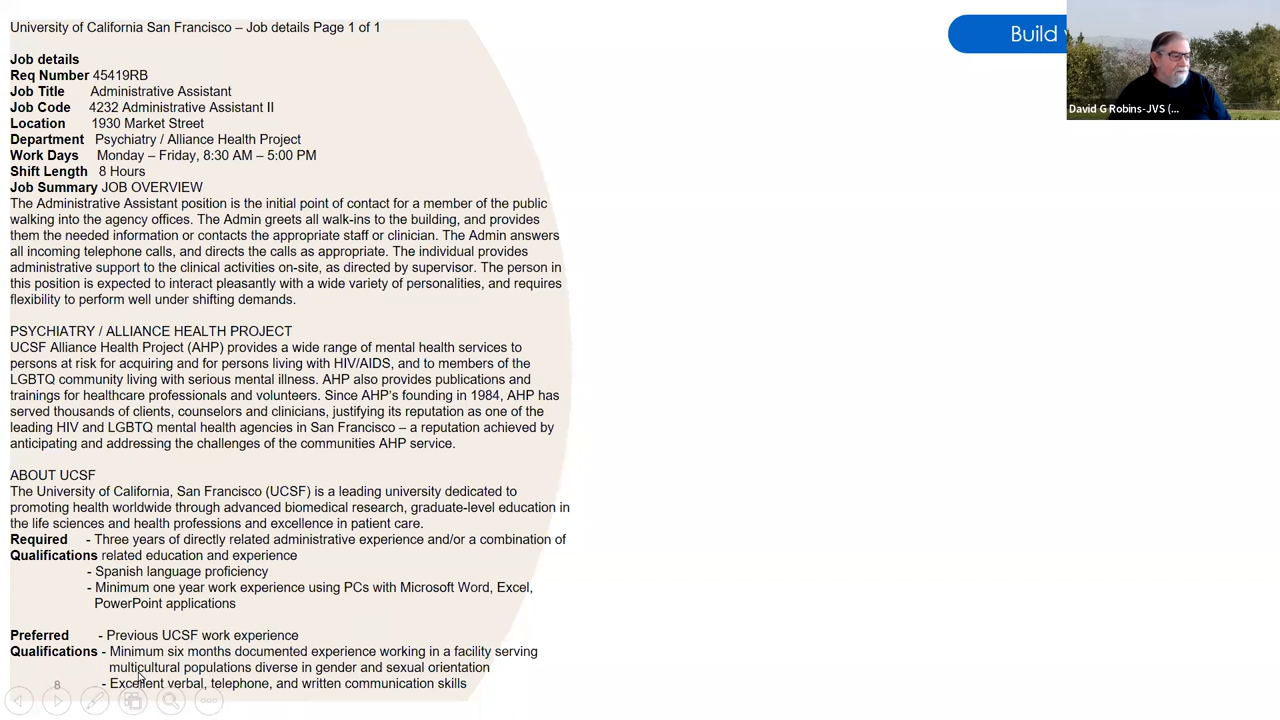 University of California San Francisco – Job details Page 1 of 1
Build
Job details
Req Number 45419RB
Job Title Administrative Assistant
Job Code 4232 Administrative Assistant II
Location 1930 Market Street
David G Robins-JVS (...
Department Psychiatry / Alliance Health Project
Work Days Monday – Friday, 8:30 AM – 5:00 PM
Shift Length 8 Hours
Job Summary JOB OVERVIEW
The Administrative Assistant position is the initial point of contact for a member of the public
walking into the agency offices. The Admin greets all walk-ins to the building, and provides
them the needed information or contacts the appropriate staff or clinician. The Admin answers
all incoming telephone calls, and directs the calls as appropriate. The individual provides
administrative support to the clinical activities on-site, as directed by supervisor. The person in
this position is expected to interact pleasantly with a wide variety of personalities, and requires
flexibility to perform well under shifting demands.
PSYCHIATRY / ALLIANCE HEALTH PROJECT
UCSF Alliance Health Project (AHP) provides a wide range of mental health services to
persons at risk for acquiring and for persons living with HIV/AIDS, and to members of the
LGBTQ community living with serious mental illness. AHP also provides publications and
trainings for healthcare professionals and volunteers. Since AHP's founding in 1984, AHP has
served thousands of clients, counselors and clinicians, justifying its reputation as one of the
leading HIV and LGBTQ mental health agencies in San Francisco – a reputation achieved by
anticipating and addressing the challenges of the communities AHP service.
ABOUT UCSF
The University of California, San Francisco (UCSF) is a leading university dedicated to
promoting health worldwide through advanced biomedical research, graduate-level education in
the life sciences and health professions and excellence in patient care.
Required - Three years of directly related administrative experience and/or a combination of
Qualifications related education and experience
- Spanish language proficiency
- Minimum one year work experience using PCs with Microsoft Word, Excel,
PowerPoint applications
Preferred - Previous UCSF work experience
Qualifications - Minimum six months documented experience working in a facility serving
multicultural populations diverse in gender and sexual orientation
- Excellent verbal, telephone, and written communication skills
8